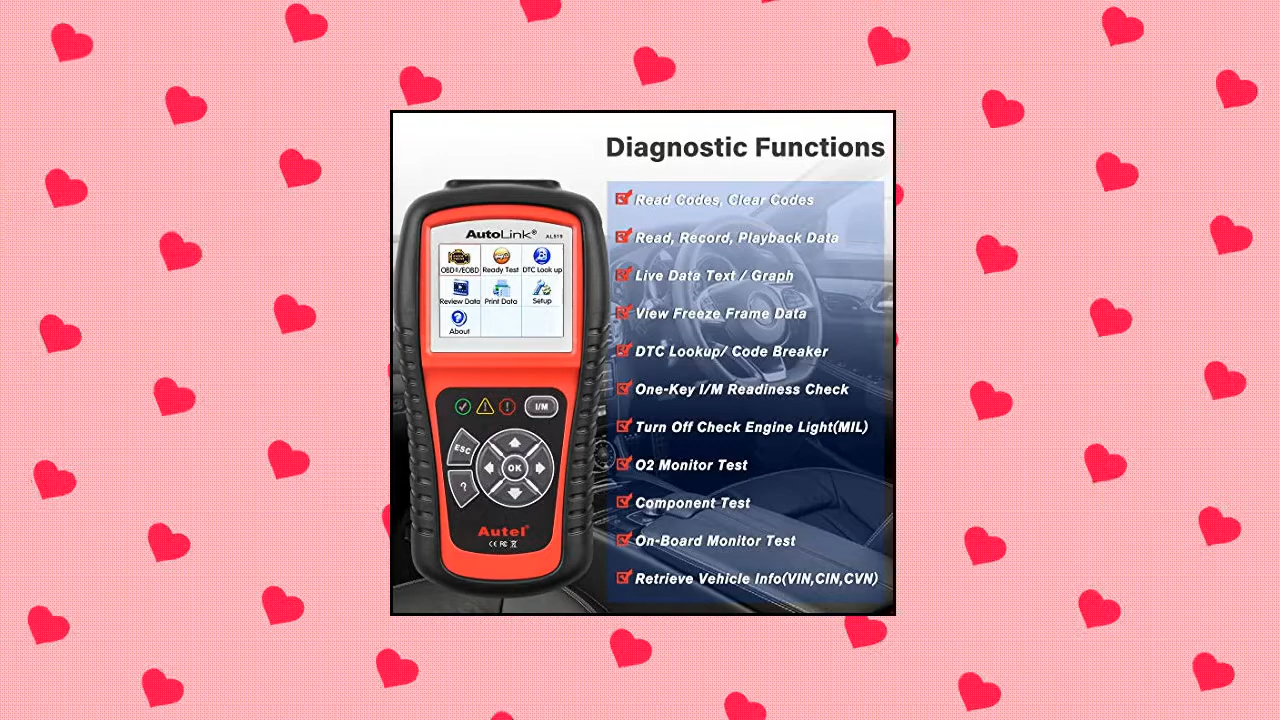 Diagnostic Functions
Read Codes, Clear Codes
Read, Record, Playback Data
Live Data Text / Graph
View Freeze Frame Data
DTC Lookup/ Code Breaker
One-Key I/M Readiness Check
Turn Off Check Engine Light(MIL)
O2 Monitor Test
Component Test
On-Board Monitor Test
Retrieve Vehicle Info(VIN,CIN,CVN)
AutoLink® AL519
OBDII/EOBD Ready Test DTC Look up
Review Data Print Data Setup
About
I/M
ESC
OK
?
Autel®
CE FC